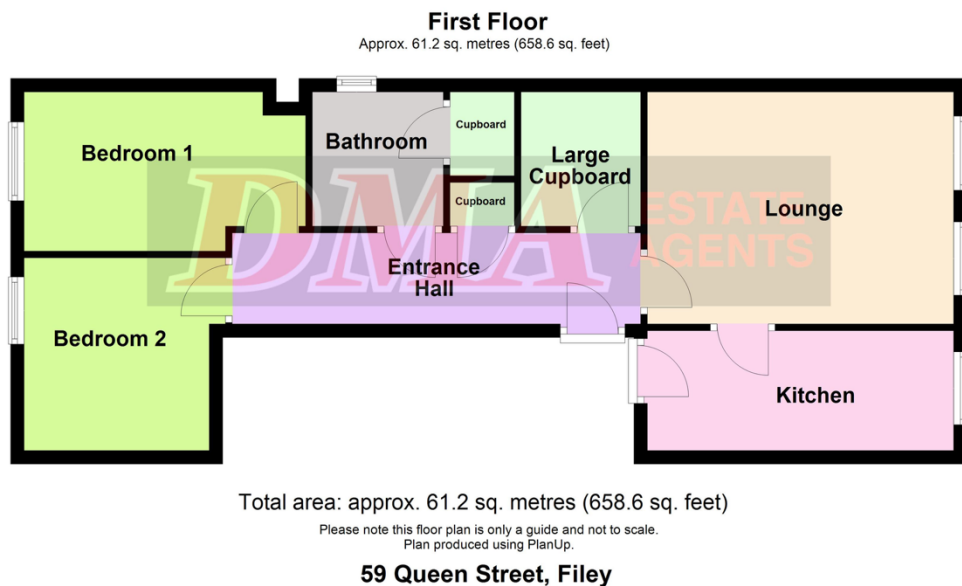 First Floor
Approx. 61.2 sq. metres (658.6 sq. feet)
Bedroom 1
Bathroom
Cupboard
Large
Cupboard
Lounge
Cupboard
DMA
ESTATE
AGENTS
Entrance
Hall
Bedroom 2
Kitchen
Total area: approx. 61.2 sq. metres (658.6 sq. feet)
Please note this floor plan is only a guide and not to scale.
Plan produced using PlanUp.
59 Queen Street, Filey